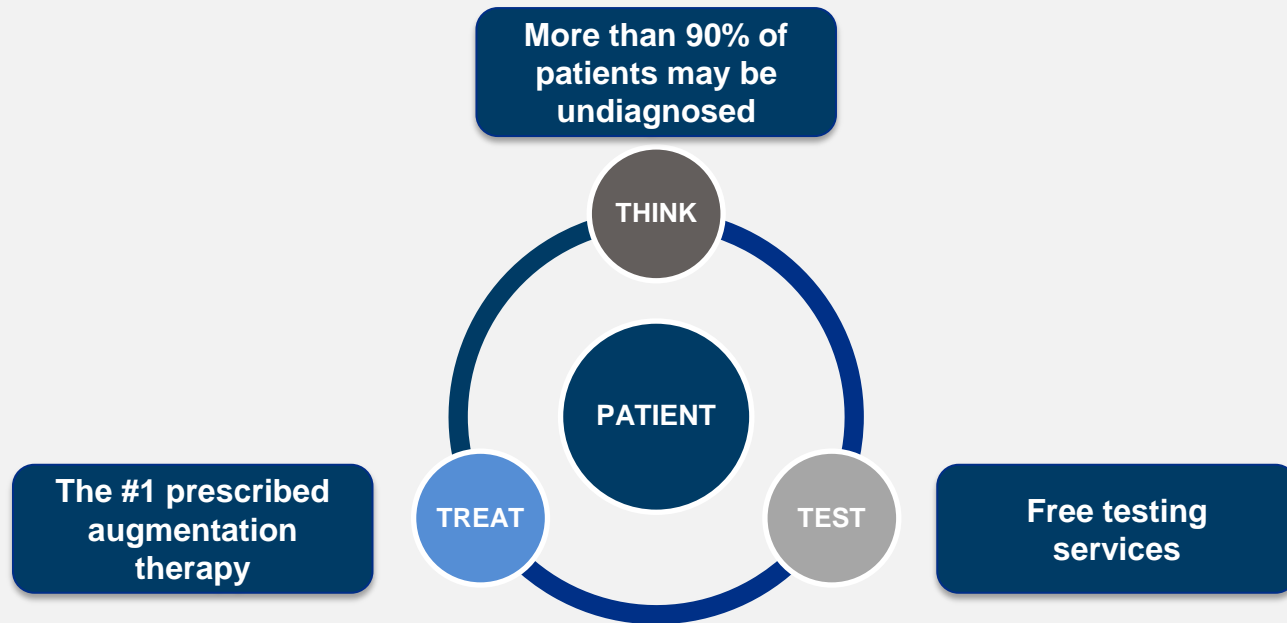 More than 90% of
patients may be
undiagnosed
THINK
PATIENT
The #1 prescribed
augmentation
therapy
TREAT
TEST
Free testing
services